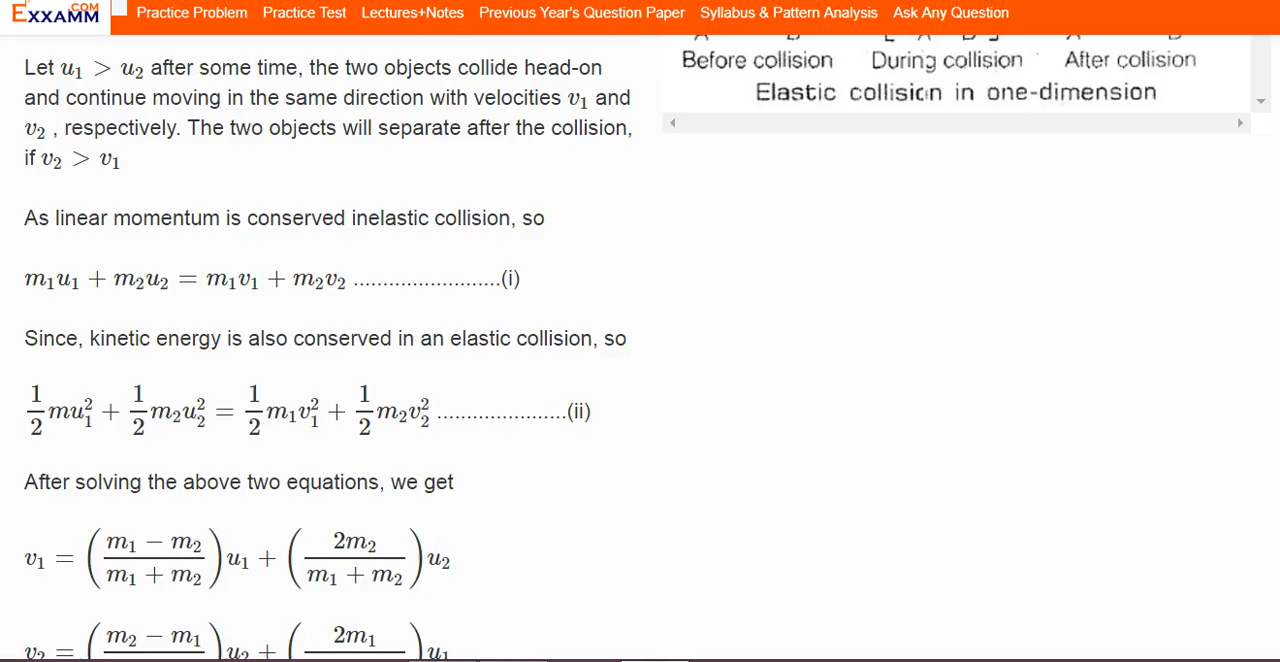 EXXAMM
.COM
Practice Problem Practice Test Lectures+Notes Previous Year's Question Paper Syllabus & Pattern Analysis Ask Any Question
Let u₁ > u₂ after some time, the two objects collide head-on
and continue moving in the same direction with velocities v₁ and
v₂ , respectively. The two objects will separate after the collision,
if v₂ > v₁
As linear momentum is conserved inelastic collision, so
m₁u₁ + m₂u₂ = m₁v₁ + m₂v₂ .........................(i)
Since, kinetic energy is also conserved in an elastic collision, so
1/2 mu₁² + 1/2 m₂u₂² = 1/2 m₁v₁² + 1/2 m₂v₂² ......................(ii)
After solving the above two equations, we get
v₁ = ((m₁ − m₂)/(m₁ + m₂)) u₁ + (2m₂/(m₁ + m₂)) u₂
v₂ = (m₂ − m₁) u₂ + (2m₁) u₁
Before collision During collision After collision
Elastic collision in one-dimension